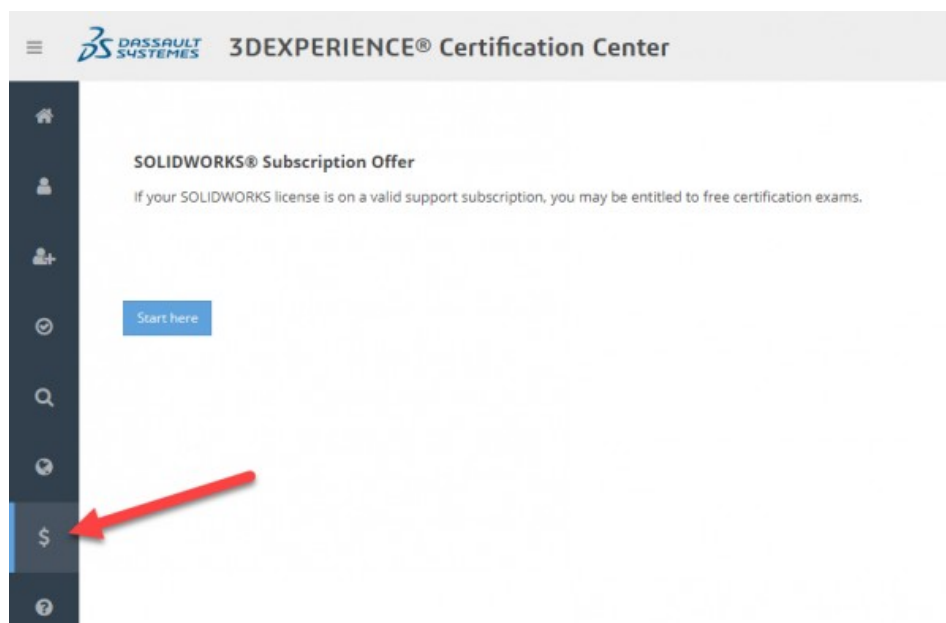 DASSAULT
SYSTEMES
3DEXPERIENCE® Certification Center
SOLIDWORKS® Subscription Offer
If your SOLIDWORKS license is on a valid support subscription, you may be entitled to free certification exams.
Start here
$